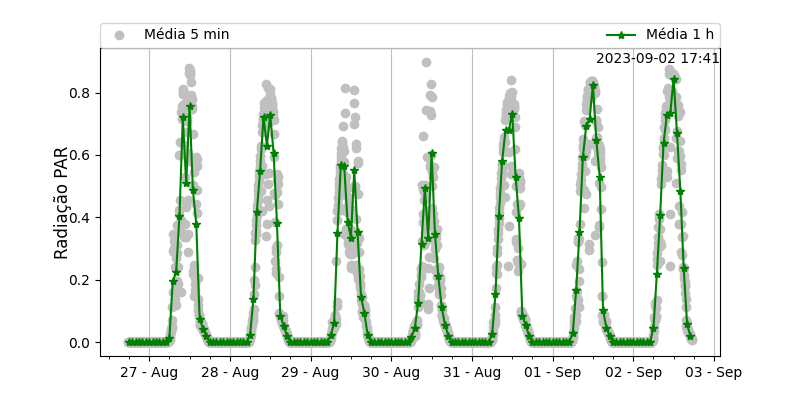 Média 5 min
Média 1 h
2023-09-02 17:41
Radiação PAR
0.8
0.6
0.4
0.2
0.0
27 - Aug
28 - Aug
29 - Aug
30 - Aug
31 - Aug
01 - Sep
02 - Sep
03 - Sep